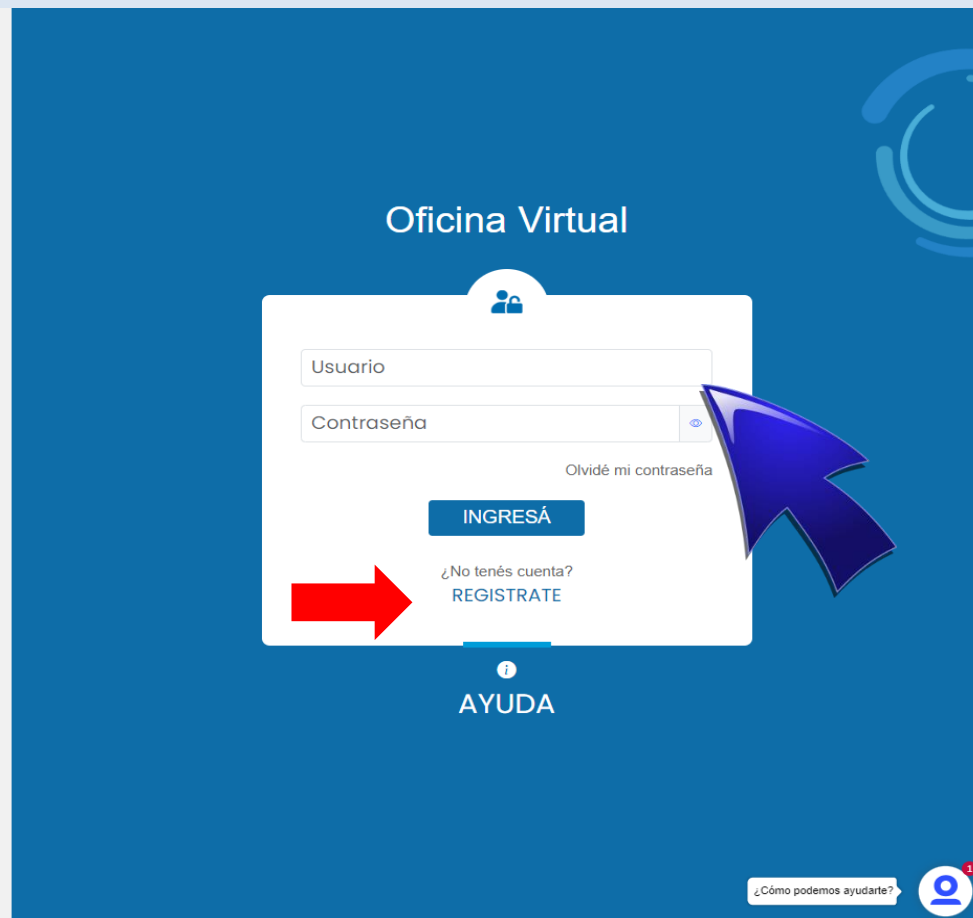 Oficina Virtual
Usuario
Contraseña
Olvidé mi contraseña
INGRESÁ
¿No tenés cuenta?
REGISTRATE
i
AYUDA
¿Cómo podemos ayudarte?
1